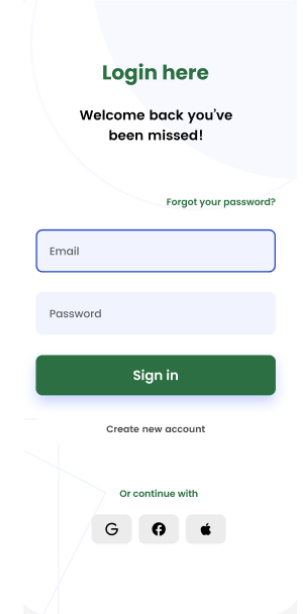 Login here
Welcome back you've
been missed!
Forgot your password?
Email
Password
Sign in
Create new account
Or continue with